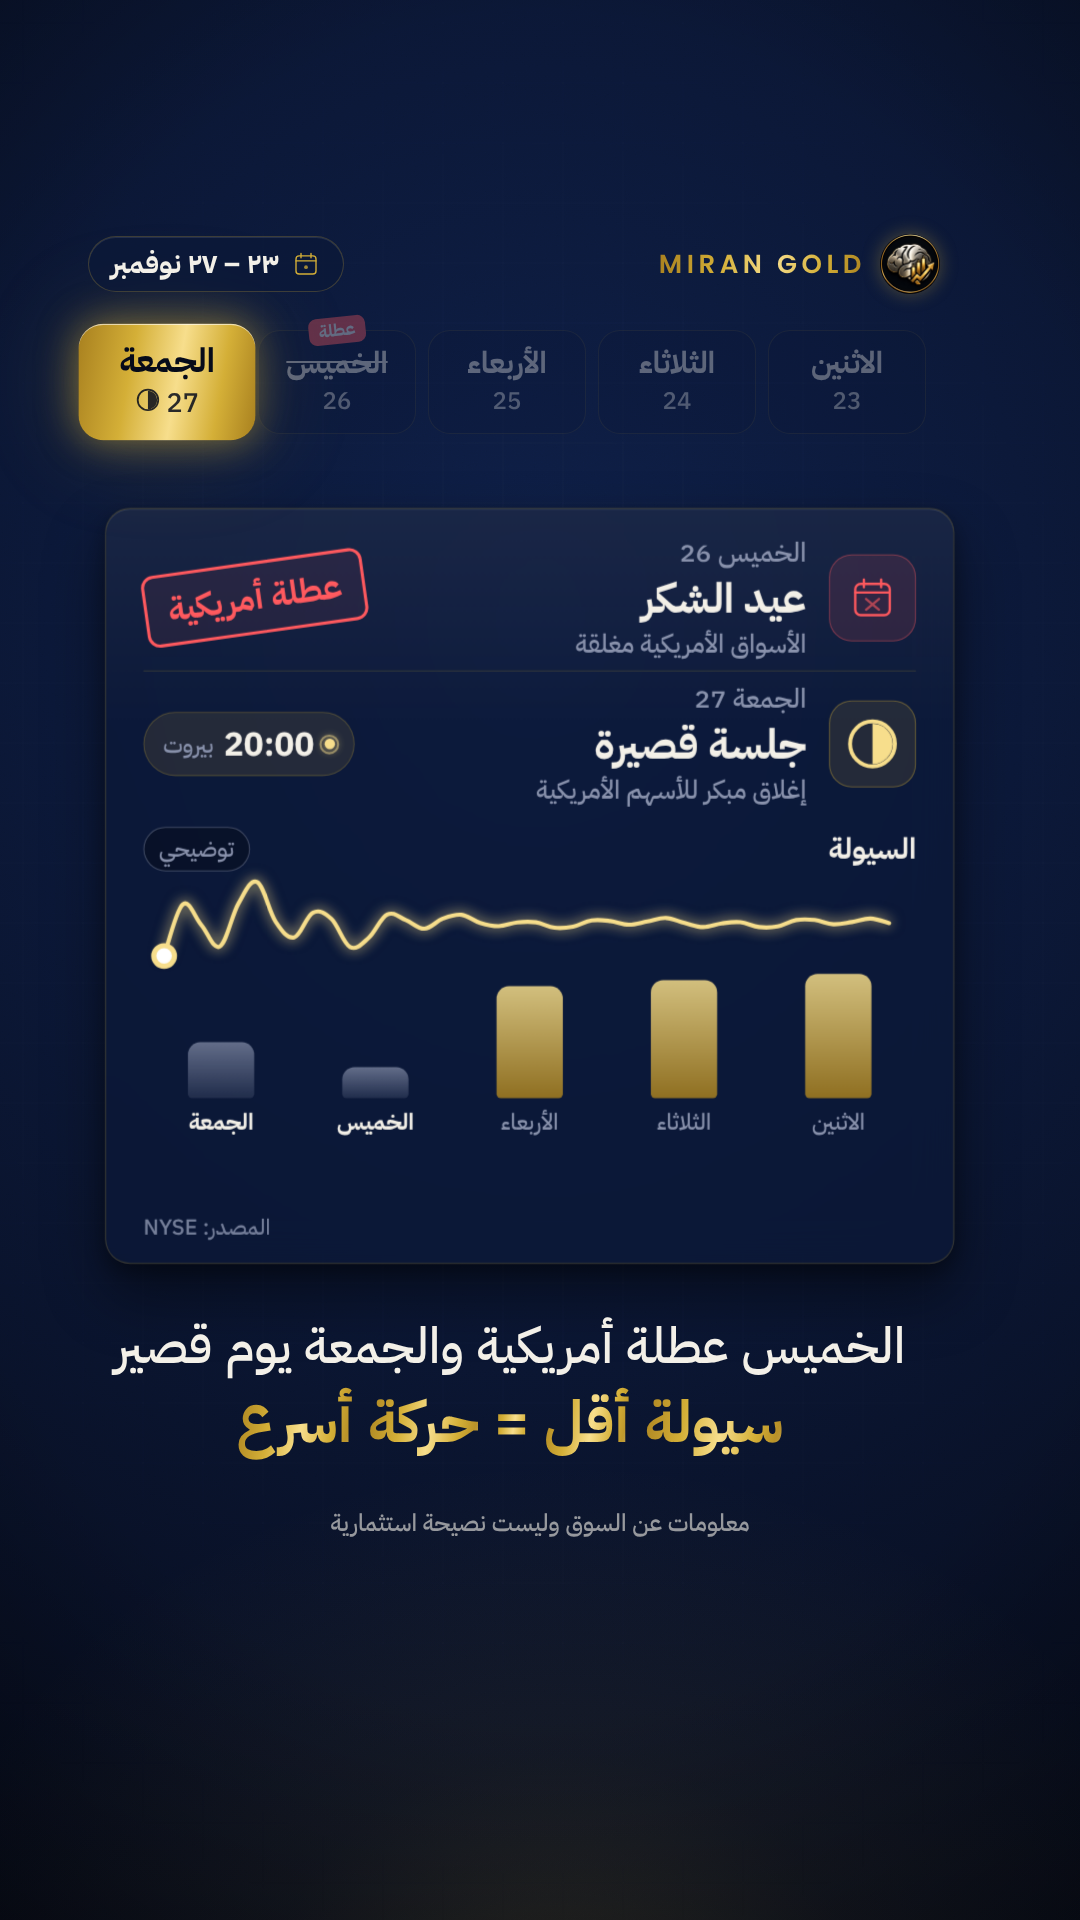 MIRAN GOLD
٢٣ – ٢٧ نوفمبر
الاثنين
23
الثلاثاء
24
الأربعاء
25
عطلة
الخميس
26
الجمعة
27
الخميس 26
عيد الشكر
الأسواق الأمريكية مغلقة
عطلة أمريكية
الجمعة 27
جلسة قصيرة
إغلاق مبكر للأسهم الأمريكية
20:00 بيروت
السيولة
توضيحي
الاثنين
الثلاثاء
الأربعاء
الخميس
الجمعة
المصدر: NYSE
الخميس عطلة أمريكية والجمعة يوم قصير
سيولة أقل = حركة أسرع
معلومات عن السوق وليست نصيحة استثمارية